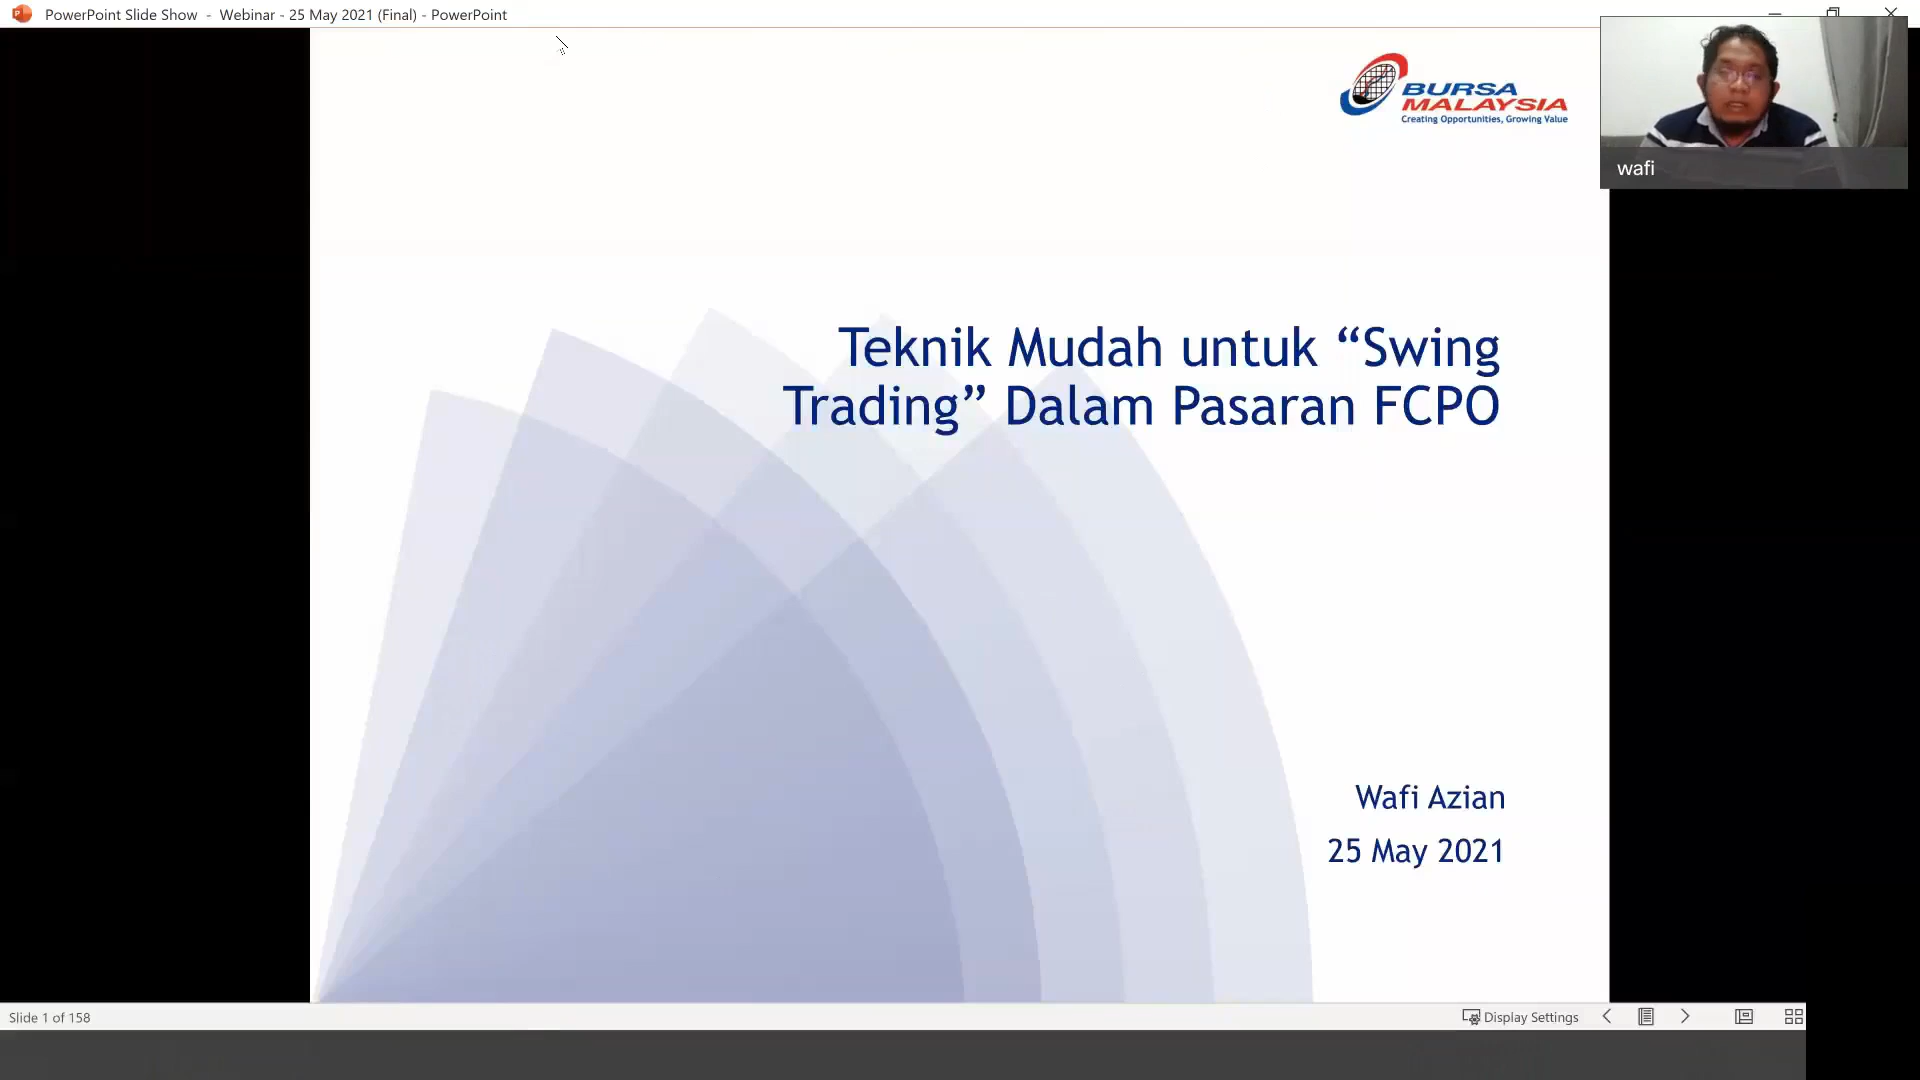 PowerPoint Slide Show - Webinar - 25 May 2021 (Final) - PowerPoint
BURSA
MALAYSIA
Creating Opportunities, Growing Value
wafi
Teknik Mudah untuk “Swing
Trading” Dalam Pasaran FCPO
Wafi Azian
25 May 2021
Slide 1 of 158
Display Settings